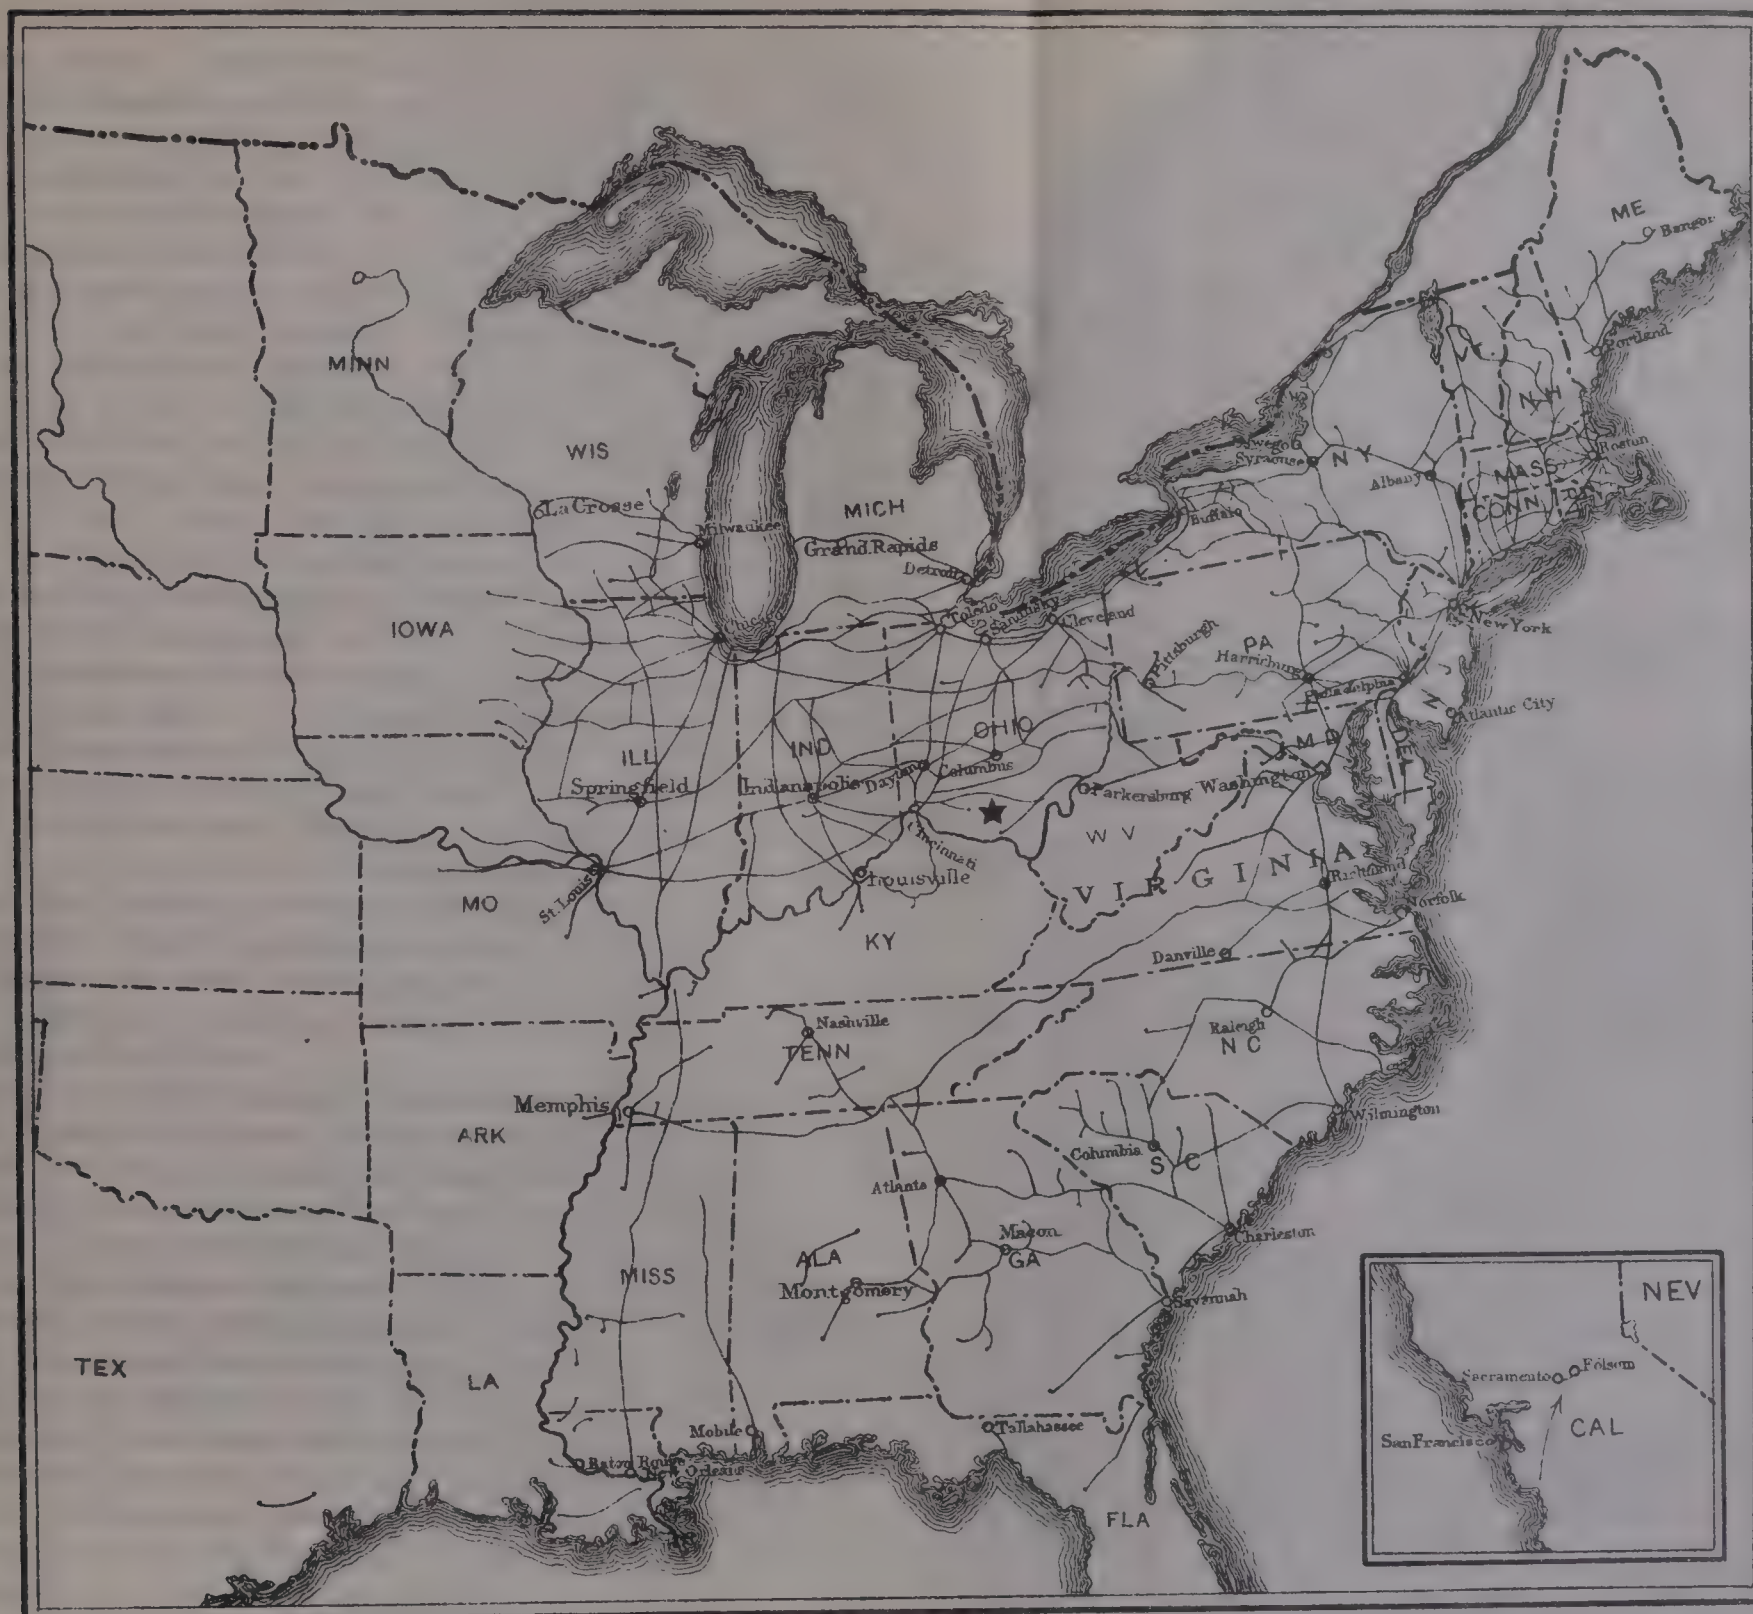 ME
Bangor
MINN
Portland
N H
WIS
Oswego
Syracuse
N Y
Boston
MASS
Albany
CONN
R I
La Crosse
MICH
Milwaukee
Buffalo
Grand Rapids
Detroit
IOWA
Chicago
Toledo
Sandusky
Cleveland
New York
Pittsburgh
PA
Harrisburg
Philadelphia
N J
Atlantic City
ILL
IND
OHIO
M D
DEL
Springfield
Indianapolis
Dayton
Columbus
Parkersburg
Washington
W V
Cincinnati
VIRGINIA
Richmond
MO
St. Louis
Louisville
Norfolk
KY
Danville
Nashville
TENN
Raleigh
N C
Memphis
Wilmington
ARK
Columbia
S C
Atlanta
Macon
GA
Charleston
ALA
MISS
Montgomery
Savannah
TEX
LA
Mobile
Tallahassee
Baton Rouge
New Orleans
FLA
NEV
Sacramento
Folsom
CAL
San Francisco